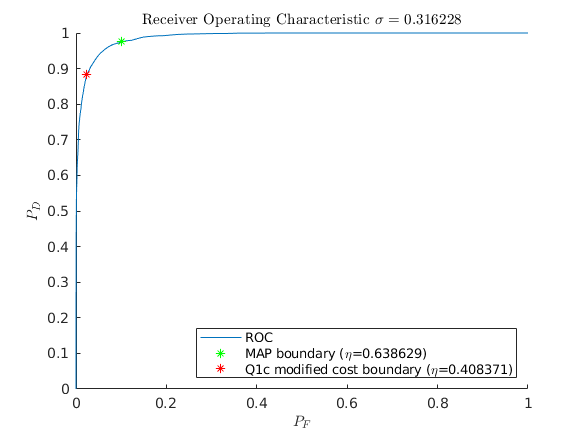 Receiver Operating Characteristic σ = 0.316228
1
0.9
0.8
0.7
0.6
0.5
0.4
0.3
0.2
0.1
0
P_D
0 0.2 0.4 0.6 0.8 1
P_F
ROC
MAP boundary (η=0.638629)
Q1c modified cost boundary (η=0.408371)